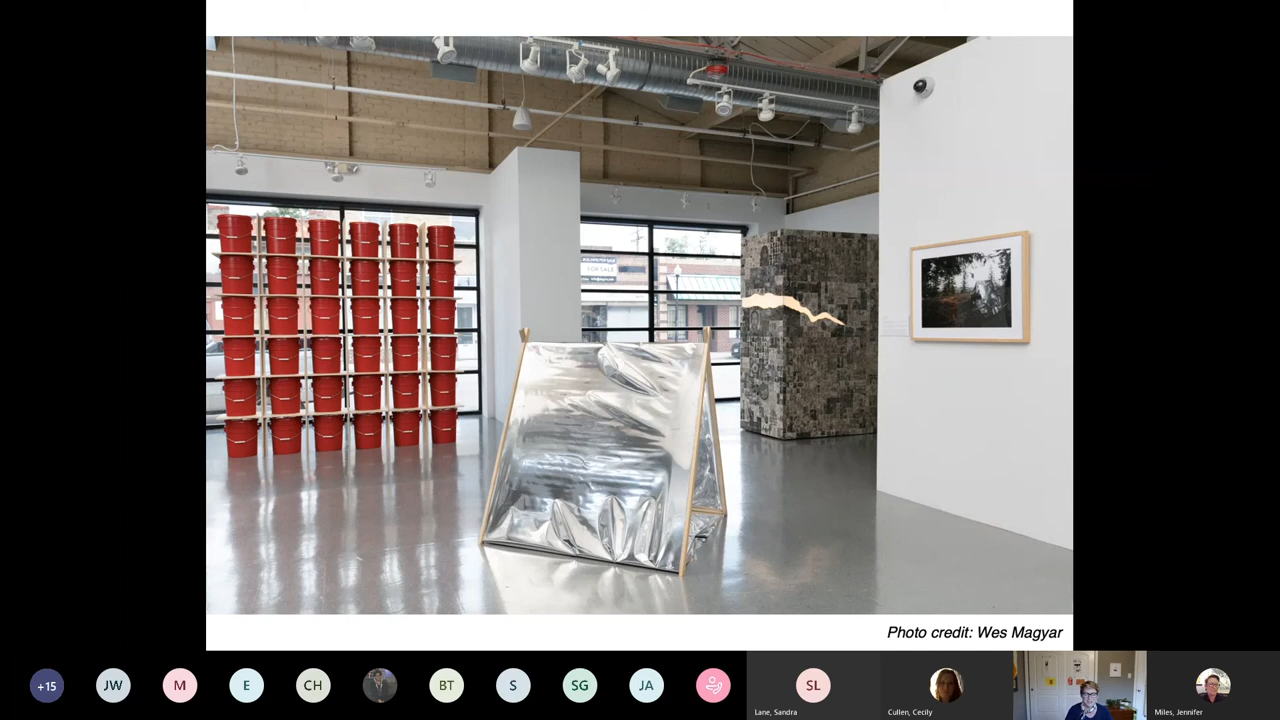 FOR SALE
Photo credit: Wes Magyar
+15
JW
M
E
CH
BT
S
SG
JA
SL
Lane, Sandra
Cullen, Cecily
Miles, Jennifer